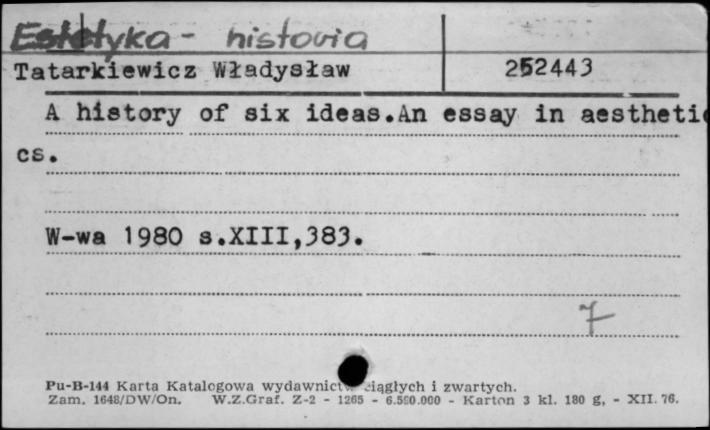 Estetyka - historia
Tatarkiewicz Władysław 252443
A history of six ideas.An essay in aestheti
cs.
W-wa 1980 s.XIII,383.
7
Pu-B-144 Karta Katalogowa wydawnictw ciągłych i zwartych.
Zam. 1648/DW/On. W.Z.Graf. Z-2 - 1265 - 6.500.000 - Karton 3 kl. 180 g, - XII. 76.